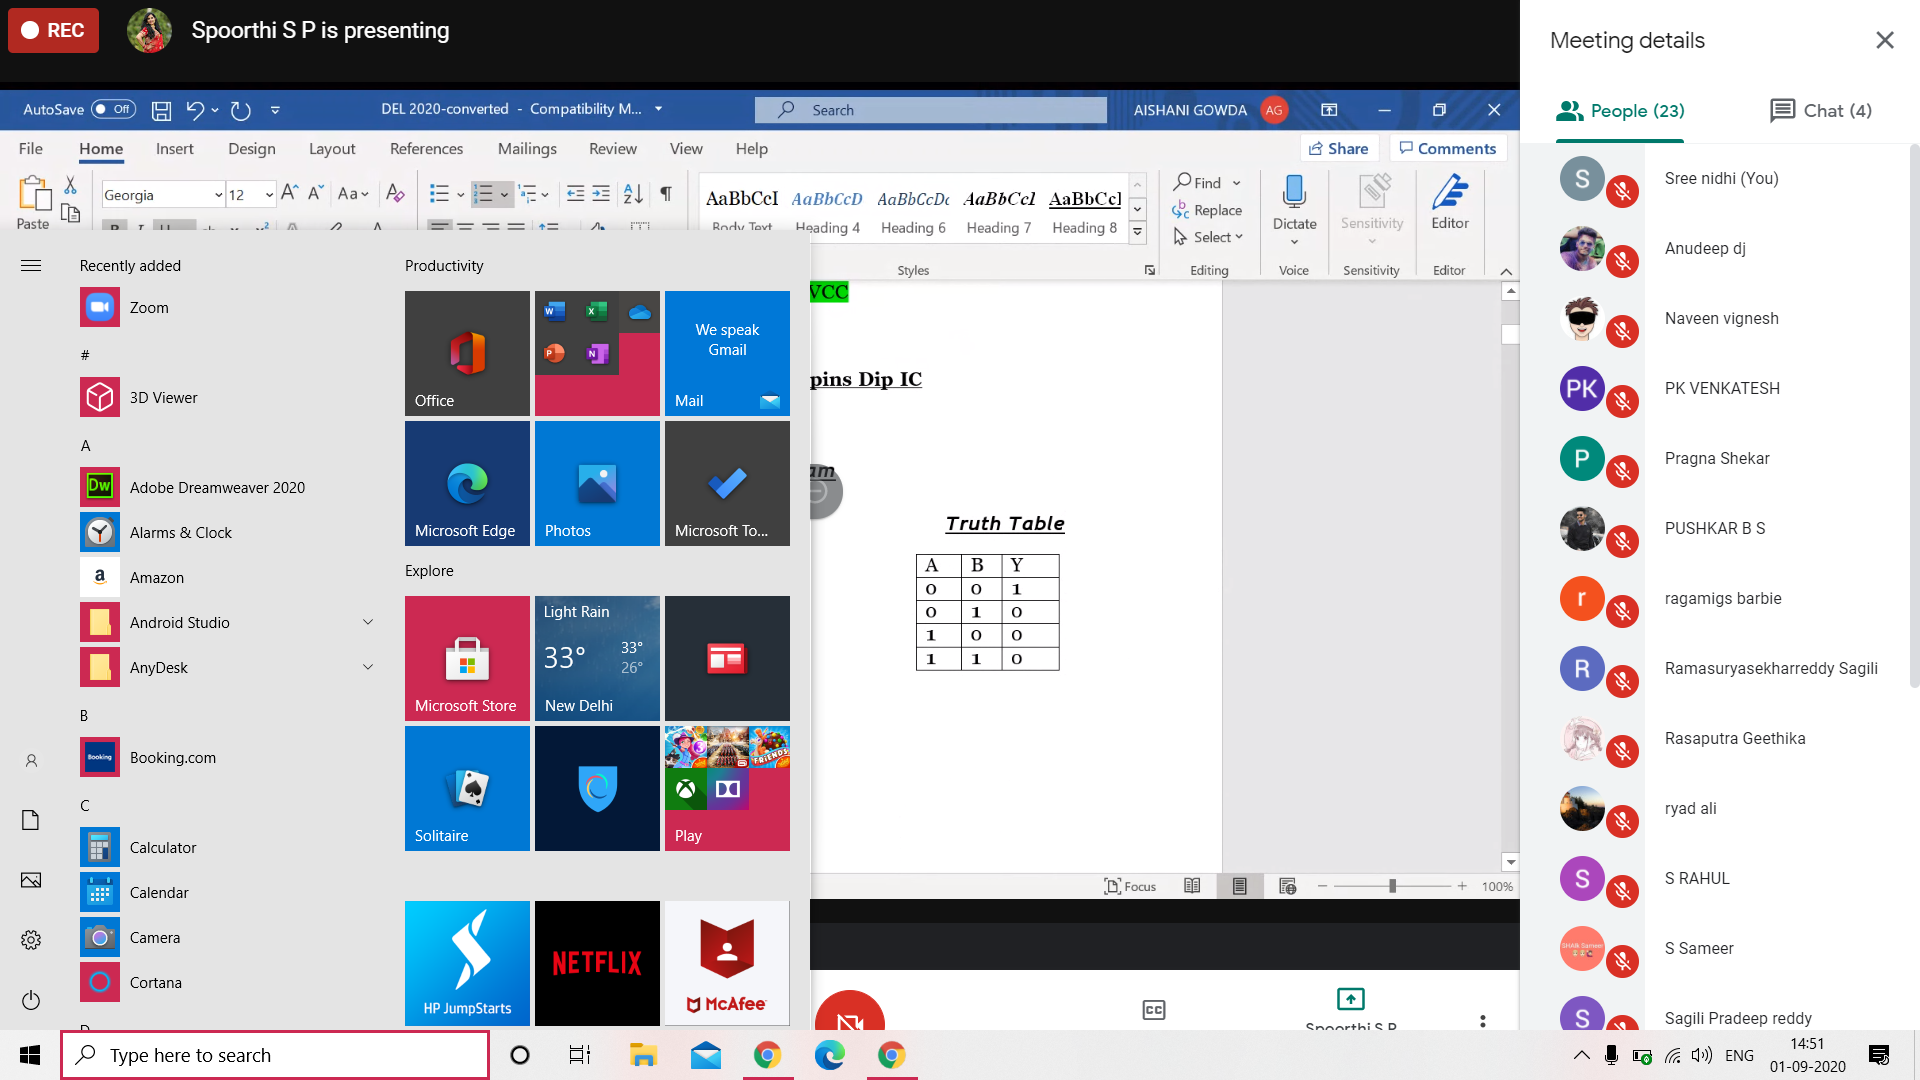 REC
Spoorthi S P is presenting
AutoSave Off
DEL 2020-converted - Compatibility M...
Search
AISHANI GOWDA AG
File Home Insert Design Layout References Mailings Review View Help
Share Comments
Paste
Georgia 12
Aa
AaBbCcI AaBbCcD AaBbCcDc AaBbCcI AaBbCcI
Body Text Heading 4 Heading 6 Heading 7 Heading 8
Styles
Find
Replace
Select
Editing
Dictate
Voice
Sensitivity
Sensitivity
Editor
Editor
VCC
pins Dip IC
am
Truth Table
A B Y
0 0 1
0 1 0
1 0 0
1 1 0
Focus
100%
Recently added
Zoom
#
3D Viewer
A
Adobe Dreamweaver 2020
Alarms & Clock
Amazon
Android Studio
AnyDesk
B
Booking.com
C
Calculator
Calendar
Camera
Cortana
Productivity
Office
We speak
Gmail
Mail
Microsoft Edge
Photos
Microsoft To...
Explore
Microsoft Store
Light Rain
33° 33°
26°
New Delhi
Solitaire
Play
HP JumpStarts
NETFLIX
McAfee
Spoorthi S P
Meeting details
People (23)
Chat (4)
S Sree nidhi (You)
Anudeep dj
Naveen vignesh
PK PK VENKATESH
P Pragna Shekar
PUSHKAR B S
r ragamigs barbie
R Ramasuryasekharreddy Sagili
Rasaputra Geethika
ryad ali
S S RAHUL
S Sameer
S Sagili Pradeep reddy
Type here to search
ENG
14:51
01-09-2020